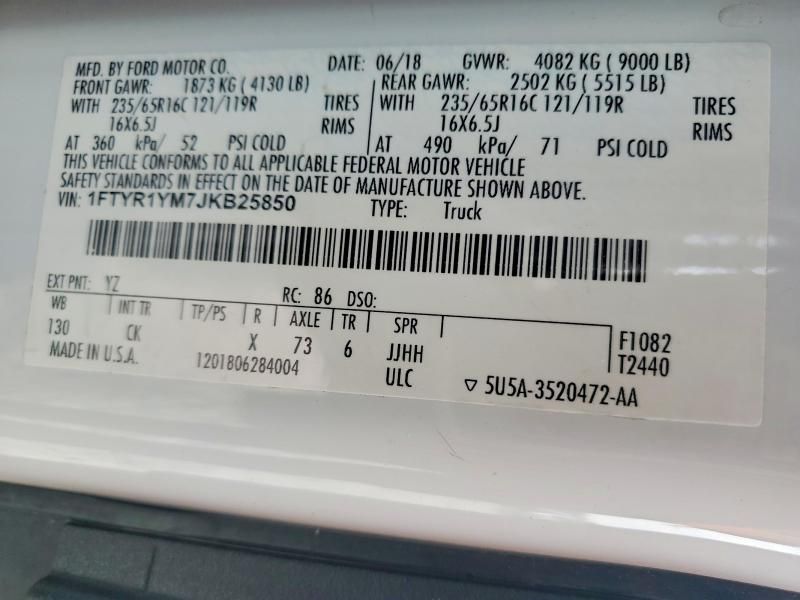 MFD. BY FORD MOTOR CO. DATE: 06/18 GVWR: 4082 KG ( 9000 LB)
FRONT GAWR: 1873 KG ( 4130 LB) REAR GAWR: 2502 KG ( 5515 LB)
WITH 235/65R16C 121/119R TIRES WITH 235/65R16C 121/119R TIRES
16X6.5J RIMS 16X6.5J RIMS
AT 360 kPa/ 52 PSI COLD AT 490 kPa/ 71 PSI COLD
THIS VEHICLE CONFORMS TO ALL APPLICABLE FEDERAL MOTOR VEHICLE
SAFETY STANDARDS IN EFFECT ON THE DATE OF MANUFACTURE SHOWN ABOVE.
VIN: 1FTYR1YM7JKB25850 TYPE: Truck
EXT PNT: YZ RC: 86 DSO:
WB INT TR TP/PS R AXLE TR SPR
130 CK X 73 6 JJHH F1082
MADE IN U.S.A. 1201806284004 ULC T2440
5U5A-3520472-AA